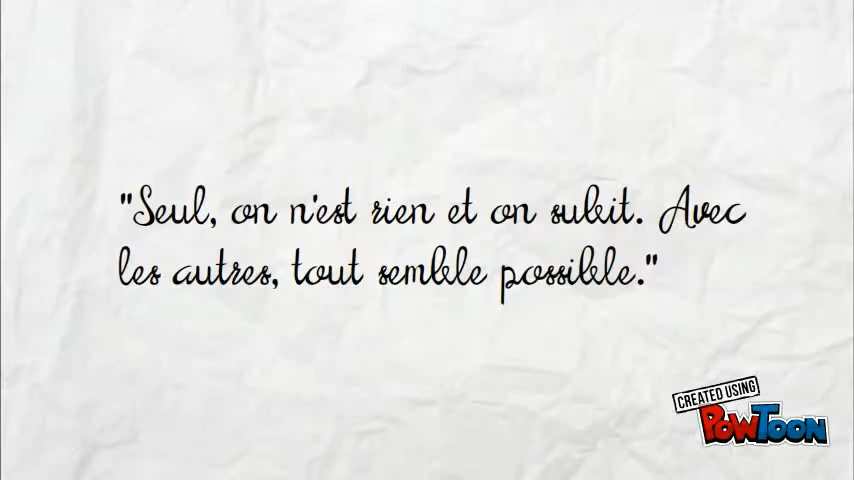 "Seul, on n'est rien et on subit. Avec
les autres, tout semble possible."
CREATED USING
POWTOON